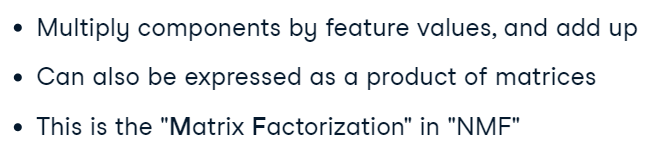 • Multiply components by feature values, and add up
• Can also be expressed as a product of matrices
• This is the "Matrix Factorization" in "NMF"